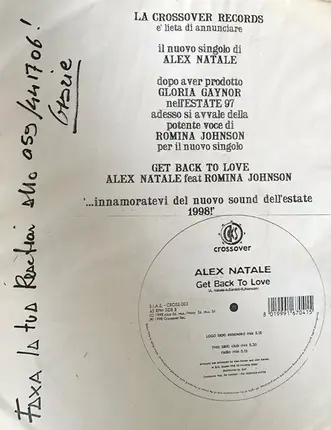 LA CROSSOVER RECORDS
e' lieta di annunciare
il nuovo singolo di
ALEX NATALE
dopo aver prodotto
GLORIA GAYNOR
nell'ESTATE 97
adesso si avvale della
potente voce di
ROMINA JOHNSON
per il nuovo singolo
GET BACK TO LOVE
ALEX NATALE feat ROMINA JOHNSON
'...innamoratevi del nuovo sound dell'estate
1998!'
Faxa la tua Reaction allo 059/441706!
Grazie
crossover
ALEX NATALE
Get Back To Love
8 019991 670415